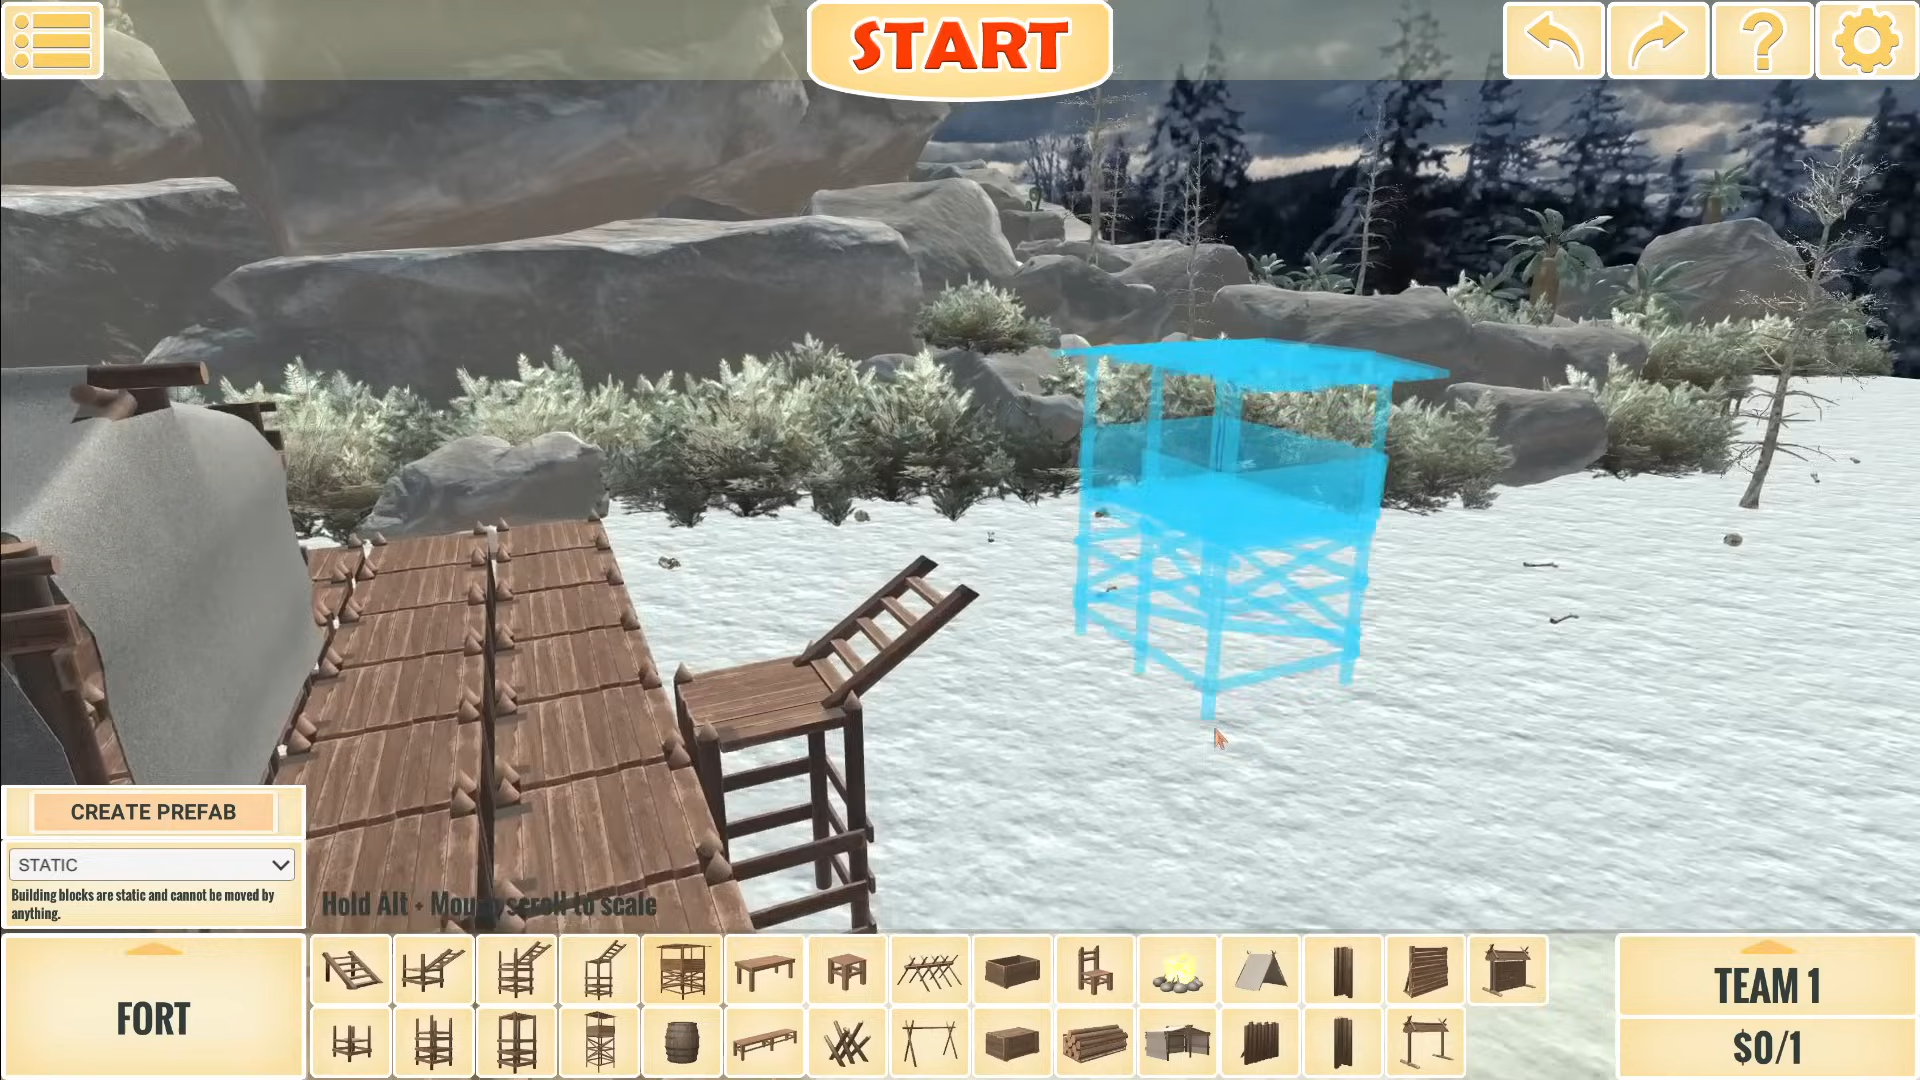 START
CREATE PREFAB
STATIC
Building blocks are static and cannot be moved by
anything.
Hold Alt + Mouse scroll to scale
FORT
TEAM 1
$0/1